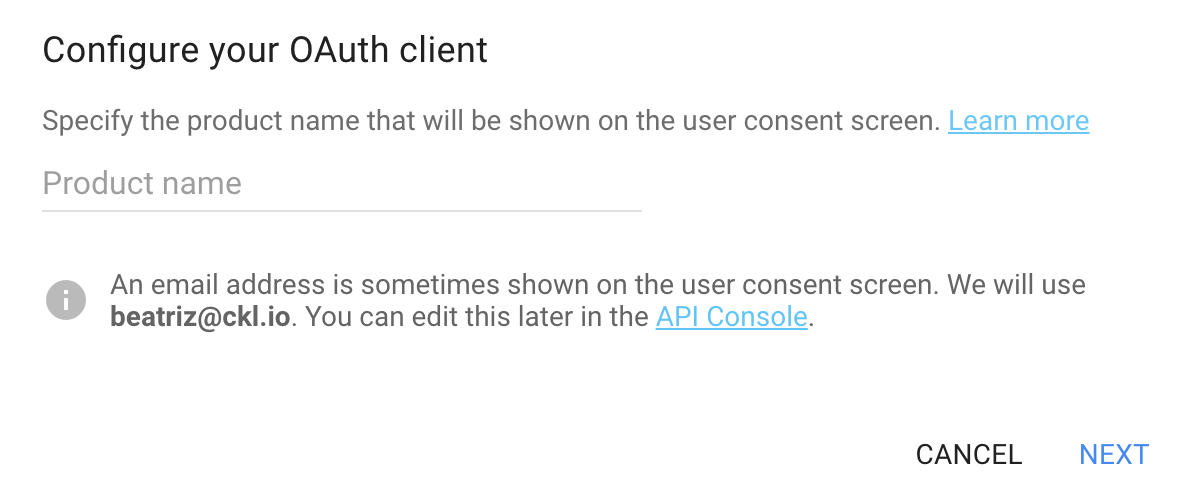 Configure your OAuth client
Specify the product name that will be shown on the user consent screen. Learn more
Product name
An email address is sometimes shown on the user consent screen. We will use
beatriz@ckl.io. You can edit this later in the API Console.
CANCEL NEXT